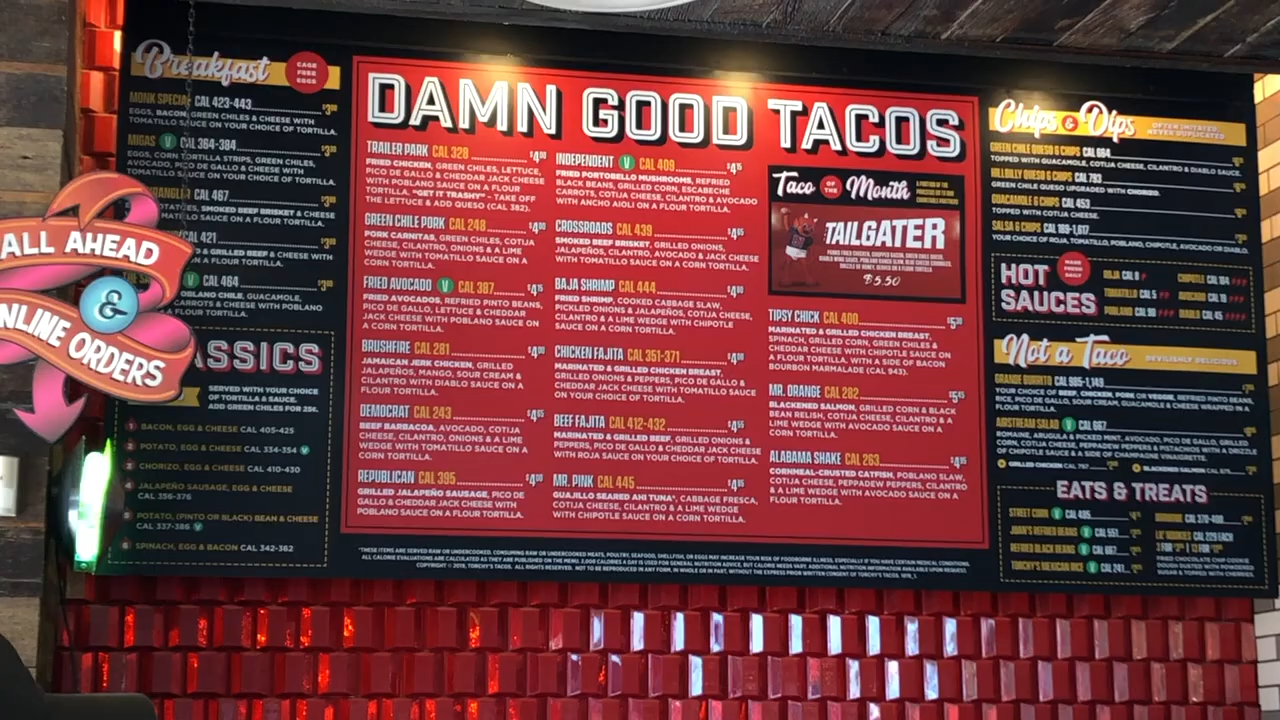 Breakfast
CAGE
FREE
EGGS
MONK SPECIAL CAL 423-443
EGGS, BACON, GREEN CHILES & CHEESE WITH
TOMATILLO SAUCE ON YOUR CHOICE OF TORTILLA.
MIGAS V CAL 364-384
EGGS, CORN TORTILLA STRIPS, GREEN CHILES,
AVOCADO, PICO DE GALLO & CHEESE WITH
TOMATILLO SAUCE ON YOUR CHOICE OF TORTILLA.
WRANGLER CAL 467
POTATOES, SMOKED BEEF BRISKET & CHEESE
TOMATILLO SAUCE ON A FLOUR TORTILLA.
CAL 421
& GRILLED BEEF & CHEESE WITH
SAUCE ON A FLOUR TORTILLA.
V CAL 464
POBLANO CHILE, GUACAMOLE,
CARROTS & CHEESE WITH
ON A FLOUR TORTILLA.
ALL AHEAD
&
NLINE ORDERS
ASSICS
SERVED WITH YOUR CHOICE
OF TORTILLA & SAUCE.
ADD GREEN CHILES FOR 25¢.
1 BACON, EGG & CHEESE CAL 405-425
2 POTATO, EGG & CHEESE CAL 334-354 V
3 CHORIZO, EGG & CHEESE CAL 410-430
4 JALAPEÑO SAUSAGE, EGG & CHEESE
CAL 356-376
5 POTATO, (PINTO OR BLACK) BEAN & CHEESE
CAL 337-386 V
6 SPINACH, EGG & BACON CAL 342-362
DAMN GOOD TACOS
TRAILER PARK CAL 328 $4.00
FRIED CHICKEN, GREEN CHILES, LETTUCE,
PICO DE GALLO & CHEDDAR JACK CHEESE
WITH POBLANO SAUCE ON A FLOUR
TORTILLA. "GET IT TRASHY" - TAKE OFF
THE LETTUCE & ADD QUESO (CAL 382).
GREEN CHILE PORK CAL 248
PORK CARNITAS, GREEN CHILES, COTIJA
CHEESE, CILANTRO, ONIONS & A LIME
WEDGE WITH TOMATILLO SAUCE ON A
CORN TORTILLA.
FRIED AVOCADO V CAL 387
FRIED AVOCADOS, REFRIED PINTO BEANS,
PICO DE GALLO, LETTUCE & CHEDDAR
JACK CHEESE WITH POBLANO SAUCE ON
A CORN TORTILLA.
BRUSHFIRE CAL 281
JAMAICAN JERK CHICKEN, GRILLED
JALAPEÑOS, MANGO, SOUR CREAM &
CILANTRO WITH DIABLO SAUCE ON A
FLOUR TORTILLA.
DEMOCRAT CAL 243
BEEF BARBACOA, AVOCADO, COTIJA
CHEESE, CILANTRO, ONIONS & A LIME
WEDGE WITH TOMATILLO SAUCE ON A
CORN TORTILLA.
REPUBLICAN CAL 395
GRILLED JALAPEÑO SAUSAGE, PICO DE
GALLO & CHEDDAR JACK CHEESE WITH
POBLANO SAUCE ON A FLOUR TORTILLA.
INDEPENDENT V CAL 409
FRIED PORTOBELLO MUSHROOMS, REFRIED
BLACK BEANS, GRILLED CORN, ESCABECHE
CARROTS, COTIJA CHEESE, CILANTRO & AVOCADO
WITH ANCHO AIOLI ON A FLOUR TORTILLA.
CROSSROADS CAL 439
SMOKED BEEF BRISKET, GRILLED ONIONS,
JALAPEÑOS, CILANTRO, AVOCADO & JACK CHEESE
WITH TOMATILLO SAUCE ON A CORN TORTILLA.
BAJA SHRIMP CAL 444
FRIED SHRIMP, COOKED CABBAGE SLAW,
PICKLED ONIONS & JALAPEÑOS, COTIJA CHEESE,
CILANTRO & A LIME WEDGE WITH CHIPOTLE
SAUCE ON A CORN TORTILLA.
CHICKEN FAJITA CAL 351-371
MARINATED & GRILLED CHICKEN BREAST,
GRILLED ONIONS & PEPPERS, PICO DE GALLO &
CHEDDAR JACK CHEESE WITH TOMATILLO SAUCE
ON YOUR CHOICE OF TORTILLA.
BEEF FAJITA CAL 412-432
MARINATED & GRILLED BEEF, GRILLED ONIONS &
PEPPERS, PICO DE GALLO & CHEDDAR JACK CHEESE
WITH ROJA SAUCE ON YOUR CHOICE OF TORTILLA.
MR. PINK CAL 445
GUAJILLO SEARED AHI TUNA*, CABBAGE, FRESCA,
COTIJA CHEESE, CILANTRO & A LIME WEDGE
WITH CHIPOTLE SAUCE ON A CORN TORTILLA.
Taco OF THE Month
TAILGATER
$5.50
TIPSY CHICK CAL 400
MARINATED & GRILLED CHICKEN BREAST,
SPINACH, GRILLED CORN, GREEN CHILES &
CHEDDAR CHEESE WITH CHIPOTLE SAUCE ON
A FLOUR TORTILLA. WITH A SIDE OF BACON
BOURBON MARMALADE (CAL 943).
MR. ORANGE CAL 282
BLACKENED SALMON, GRILLED CORN & BLACK
BEAN RELISH, COTIJA CHEESE, CILANTRO & A
LIME WEDGE WITH AVOCADO SAUCE ON A
CORN TORTILLA.
ALABAMA SHAKE CAL 263
CORNMEAL-CRUSTED CATFISH, POBLANO SLAW,
COTIJA CHEESE, PEPPADEW PEPPERS, CILANTRO
& A LIME WEDGE WITH AVOCADO SAUCE ON A
FLOUR TORTILLA.
*THESE ITEMS ARE SERVED RAW OR UNDERCOOKED. CONSUMING RAW OR UNDERCOOKED MEATS, POULTRY, SEAFOOD, SHELLFISH, OR EGGS MAY INCREASE YOUR RISK OF FOODBORNE ILLNESS, ESPECIALLY IF YOU HAVE CERTAIN MEDICAL CONDITIONS.
ALL CALORIE EVALUATIONS ARE CALCULATED AS THEY ARE PUBLISHED ON THE MENU. 2,000 CALORIES A DAY IS USED FOR GENERAL NUTRITION ADVICE, BUT CALORIE NEEDS VARY. ADDITIONAL NUTRITION INFORMATION AVAILABLE UPON REQUEST.
COPYRIGHT © 2019, TORCHY'S TACOS. ALL RIGHTS RESERVED. NOT TO BE REPRODUCED IN ANY FORM, IN WHOLE OR IN PART, WITHOUT THE EXPRESS PRIOR WRITTEN CONSENT OF TORCHY'S TACOS.
Chips & Dips
OFTEN IMITATED,
NEVER DUPLICATED
GREEN CHILE QUESO & CHIPS CAL 664
TOPPED WITH GUACAMOLE, COTIJA CHEESE, CILANTRO & DIABLO SAUCE.
HILLBILLY QUESO & CHIPS CAL 793
GREEN CHILE QUESO UPGRADED WITH CHORIZO.
GUACAMOLE & CHIPS CAL 453
TOPPED WITH COTIJA CHEESE.
SALSA & CHIPS
YOUR CHOICE OF ROJA, TOMATILLO, POBLANO, CHIPOTLE, AVOCADO OR DIABLO.
HOT
SAUCES
MADE
FRESH
DAILY
ROJA CAL
TOMATILLO CAL 5
POBLANO CAL 90
CHIPOTLE CAL 104
AVOCADO CAL 19
DIABLO CAL 45
Not a Taco
DEVILISHLY DELICIOUS
GRANDE BURRITO CAL 985-1,149
YOUR CHOICE OF BEEF, CHICKEN, PORK OR VEGGIE, REFRIED PINTO BEANS,
RICE, PICO DE GALLO, SOUR CREAM, GUACAMOLE & CHEESE WRAPPED IN A
FLOUR TORTILLA.
AIRSTREAM SALAD V CAL 667
ROMAINE, ARUGULA & PICKED MINT, AVOCADO, PICO DE GALLO, GRILLED
CORN, COTIJA CHEESE, PEPPADEW PEPPERS & PISTACHIOS WITH A DRIZZLE
OF CHIPOTLE SAUCE & A SIDE OF CHAMPAGNE VINAIGRETTE.
GRILLED CHICKEN CAL 767
BLACKENED SALMON CAL
EATS & TREATS
STREET CORN V CAL 485
JUAN'S REFRIED BEANS V CAL 551
REFRIED BLACK BEANS V CAL 667
TORCHY'S MEXICAN RICE V CAL 241
CAL 370-400
LIL' NOOKIES CAL 229 EACH
FRIED CHOCOLATE CHIP COOKIE
DOUGH DUSTED WITH POWDERED
SUGAR & TOPPED WITH CHERRIES.